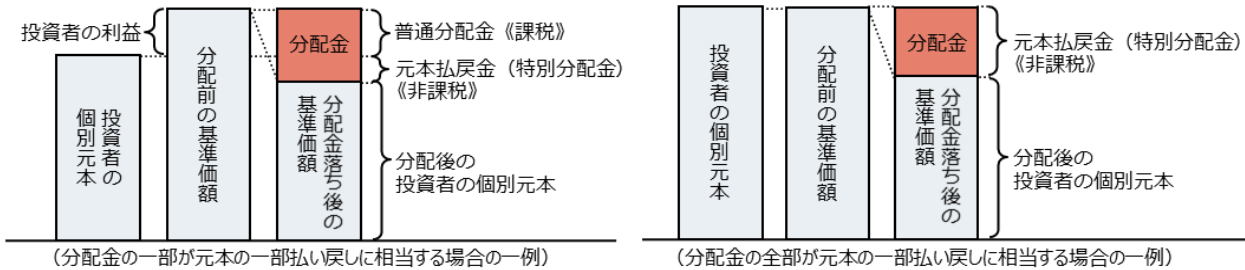 投資者の利益
投資者の
個別元本
分配前の基準価額
分配金
分配金落ち後の
基準価額
普通分配金《課税》
元本払戻金（特別分配金）
《非課税》
分配後の
投資者の個別元本
（分配金の一部が元本の一部払い戻しに相当する場合の一例）
投資者の個別元本
分配前の基準価額
分配金
分配金落ち後の
基準価額
元本払戻金（特別分配金）
《非課税》
分配後の
投資者の個別元本
（分配金の全部が元本の一部払い戻しに相当する場合の一例）